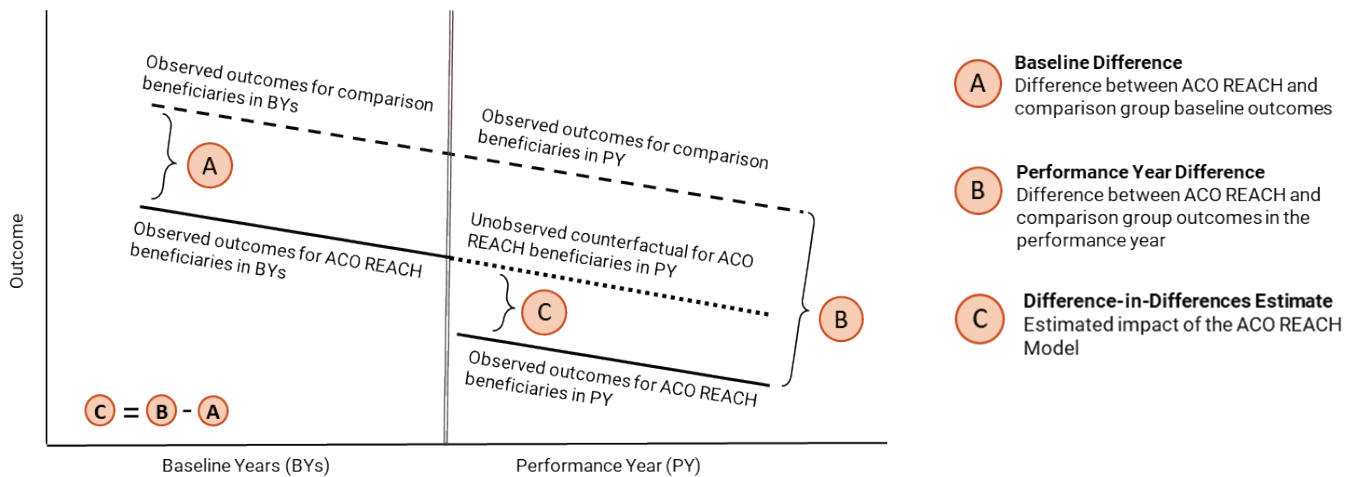 Observed outcomes for comparison
beneficiaries in BYs
A
Observed outcomes for ACO REACH
beneficiaries in BYs
Observed outcomes for comparison
beneficiaries in PY
Unobserved counterfactual for ACO
REACH beneficiaries in PY
C
B
Observed outcomes for ACO REACH
beneficiaries in PY
C = B - A
Outcome
Baseline Years (BYs)
Performance Year (PY)
A
Baseline Difference
Difference between ACO REACH and
comparison group baseline outcomes
B
Performance Year Difference
Difference between ACO REACH and
comparison group outcomes in the
performance year
C
Difference-in-Differences Estimate
Estimated impact of the ACO REACH
Model